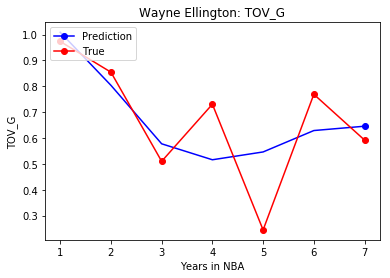 Wayne Ellington: TOV_G
Prediction
True
1.0
0.9
0.8
0.7
0.6
0.5
0.4
0.3
TOV_G
1 2 3 4 5 6 7
Years in NBA